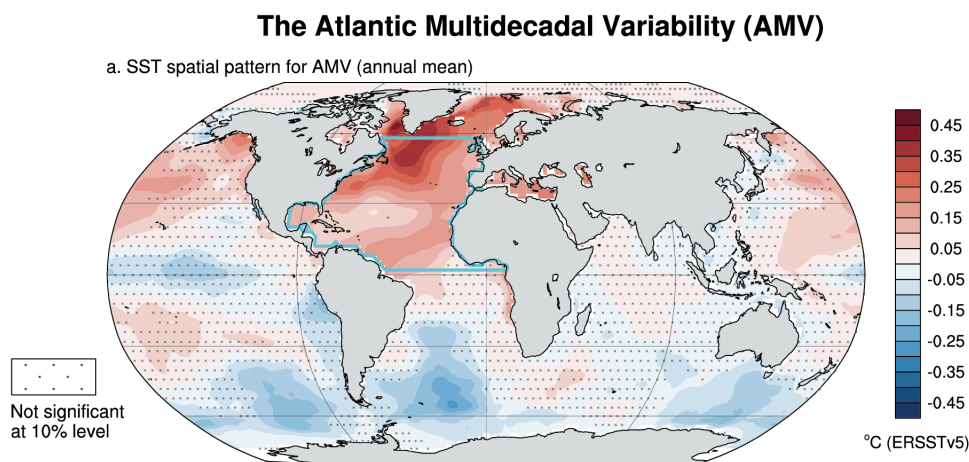 The Atlantic Multidecadal Variability (AMV)
a. SST spatial pattern for AMV (annual mean)
0.45
0.35
0.25
0.15
0.05
-0.05
-0.15
-0.25
-0.35
-0.45
Not significant
at 10% level
°C (ERSSTv5)